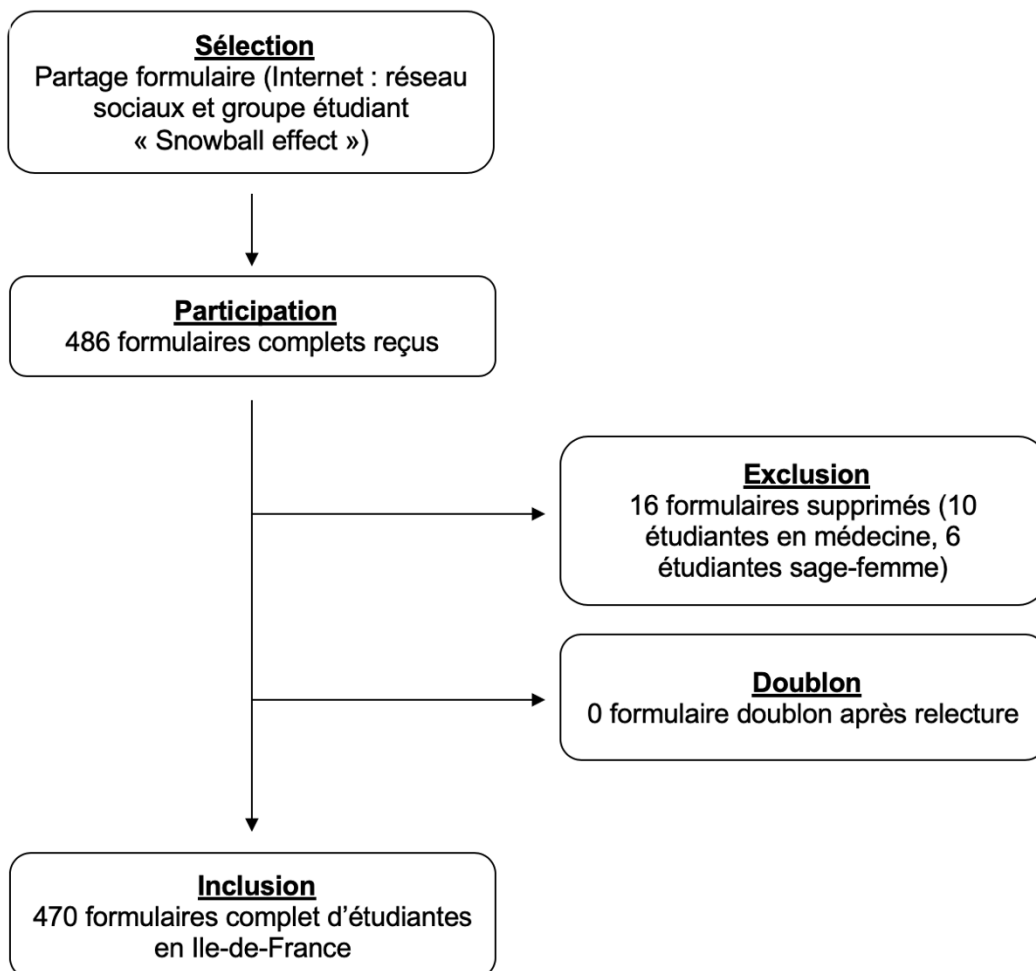 Sélection
Partage formulaire (Internet : réseau
sociaux et groupe étudiant
« Snowball effect »)
Participation
486 formulaires complets reçus
Exclusion
16 formulaires supprimés (10
étudiantes en médecine, 6
étudiantes sage-femme)
Doublon
0 formulaire doublon après relecture
Inclusion
470 formulaires complet d’étudiantes
en Ile-de-France